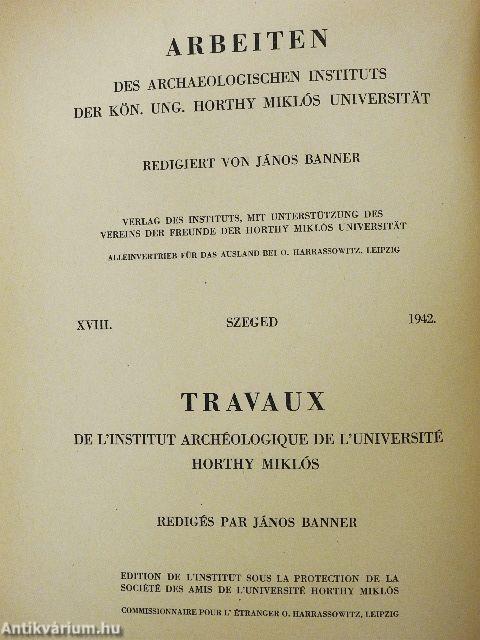 ARBEITEN
DES ARCHAEOLOGISCHEN INSTITUTS
DER KÖN. UNG. HORTHY MIKLÓS UNIVERSITÄT
REDIGIERT VON JÁNOS BANNER
VERLAG DES INSTITUTS, MIT UNTERSTÜTZUNG DES
VEREINS DER FREUNDE DER HORTHY MIKLÓS UNIVERSITÄT
ALLEINVERTRIEB FÜR DAS AUSLAND BEI O. HARRASSOWITZ, LEIPZIG
XVIII. SZEGED 1942.
TRAVAUX
DE L'INSTITUT ARCHÉOLOGIQUE DE L'UNIVERSITÉ
HORTHY MIKLÓS
REDIGÉS PAR JÁNOS BANNER
EDITION DE L'INSTITUT SOUS LA PROTECTION DE LA
SOCIÉTÉ DES AMIS DE L'UNIVERSITÉ HORTHY MIKLÓS
COMMISSIONNAIRE POUR L' ÉTRANGER O. HARRASSOWITZ, LEIPZIG
Antikvárium.hu